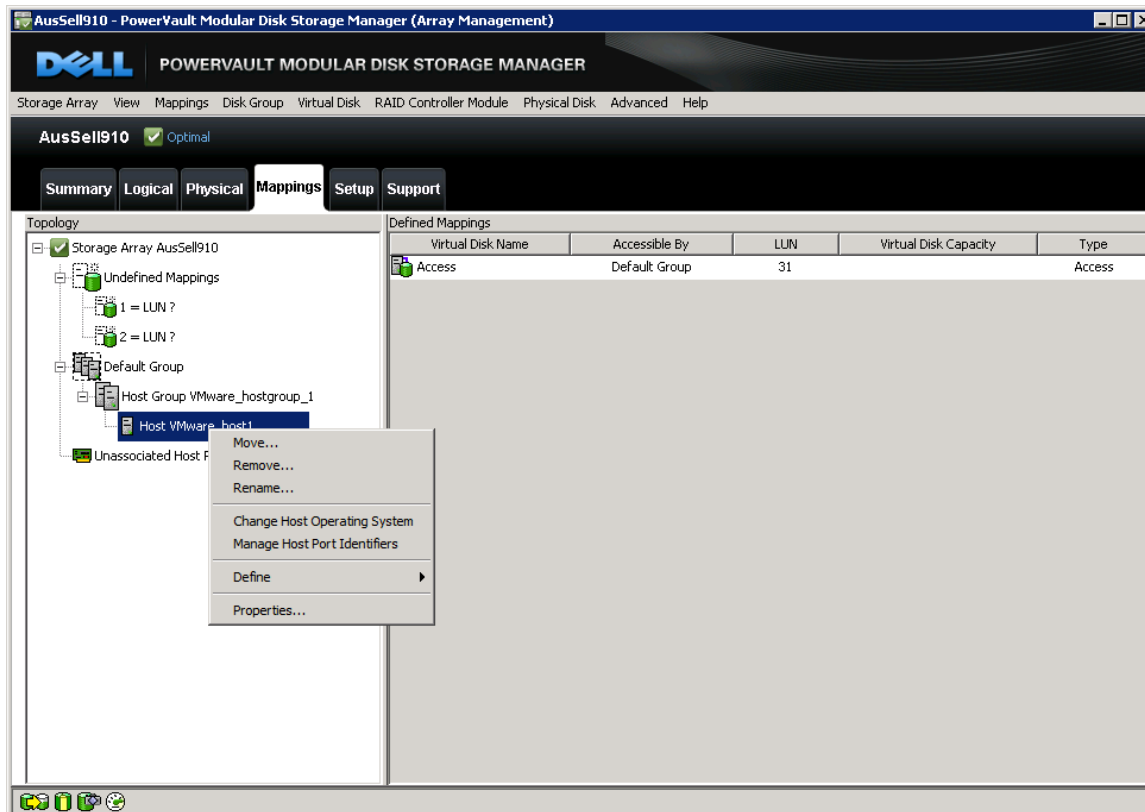 AusSell910 - PowerVault Modular Disk Storage Manager (Array Management)
DELL POWERVAULT MODULAR DISK STORAGE MANAGER
Storage Array View Mappings Disk Group Virtual Disk RAID Controller Module Physical Disk Advanced Help
AusSell910 Optimal
Summary Logical Physical Mappings Setup Support
Topology
Storage Array AusSell910
Undefined Mappings
1 = LUN ?
2 = LUN ?
Default Group
Host Group VMware_hostgroup_1
Host VMware_host1
Unassociated Host P
Move...
Remove...
Rename...
Change Host Operating System
Manage Host Port Identifiers
Define
Properties...
Defined Mappings
Virtual Disk Name Accessible By LUN Virtual Disk Capacity Type
Access Default Group 31 Access